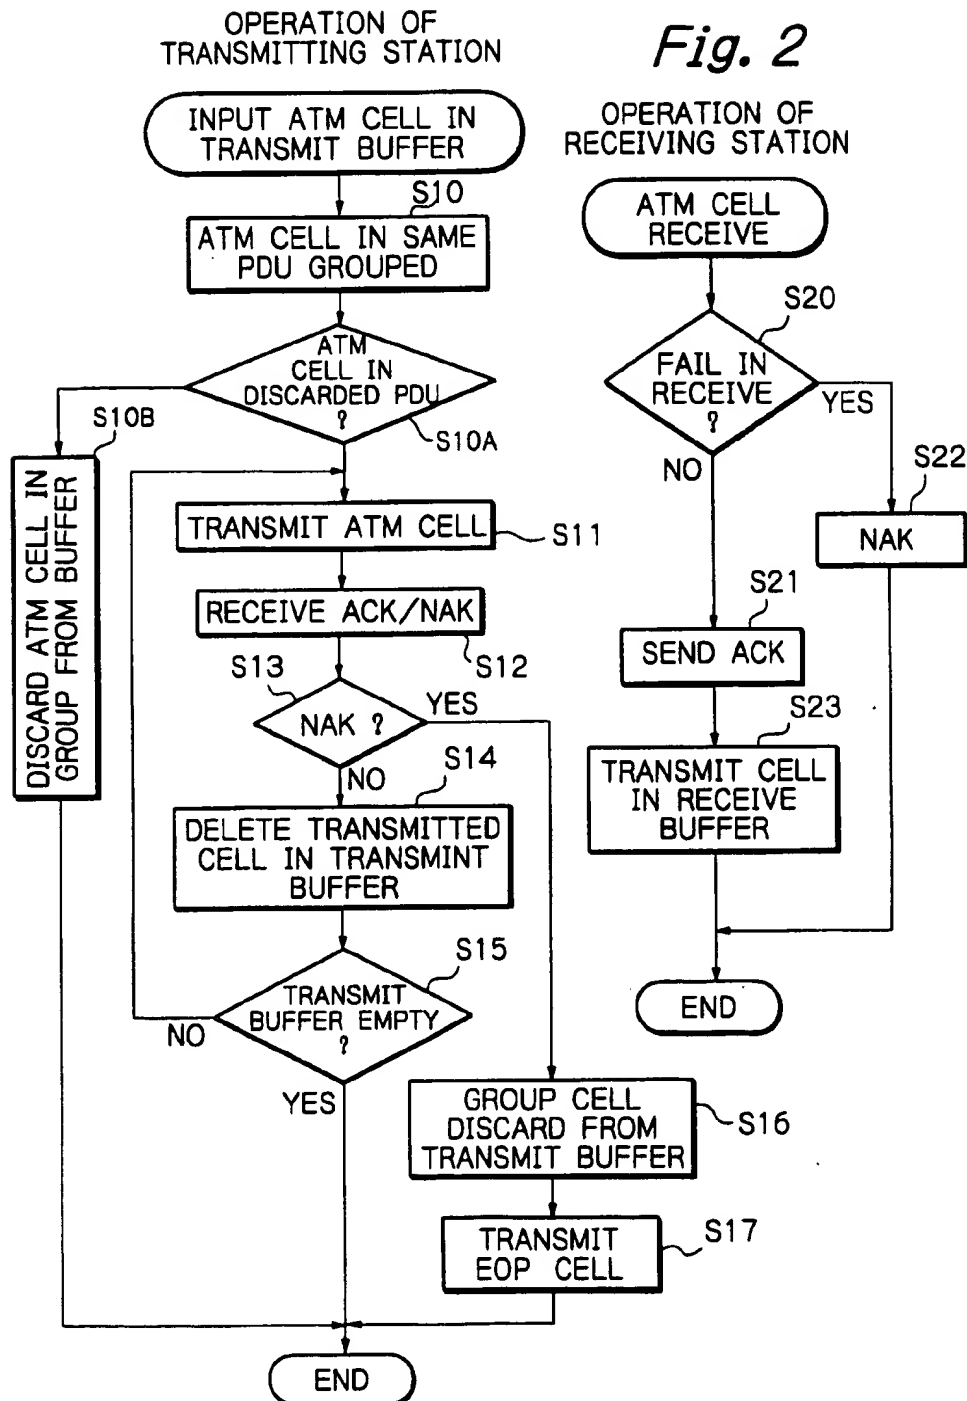 OPERATION OF
TRANSMITTING STATION
Fig. 2
INPUT ATM CELL IN
TRANSMIT BUFFER
S10
ATM CELL IN SAME
PDU GROUPED
ATM
CELL IN
DISCARDED PDU
?
S10A
S10B
DISCARD ATM CELL IN
GROUP FROM BUFFER
TRANSMIT ATM CELL
S11
RECEIVE ACK/NAK
S12
S13
NAK ?
YES
NO
S14
DELETE TRANSMITTED
CELL IN TRANSMINT
BUFFER
S15
TRANSMIT
BUFFER EMPTY
?
NO
YES
GROUP CELL
DISCARD FROM
TRANSMIT BUFFER
S16
TRANSMIT
EOP CELL
S17
END
OPERATION OF
RECEIVING STATION
ATM CELL
RECEIVE
S20
FAIL IN
RECEIVE
?
YES
NO
S22
NAK
S21
SEND ACK
S23
TRANSMIT CELL
IN RECEIVE
BUFFER
END